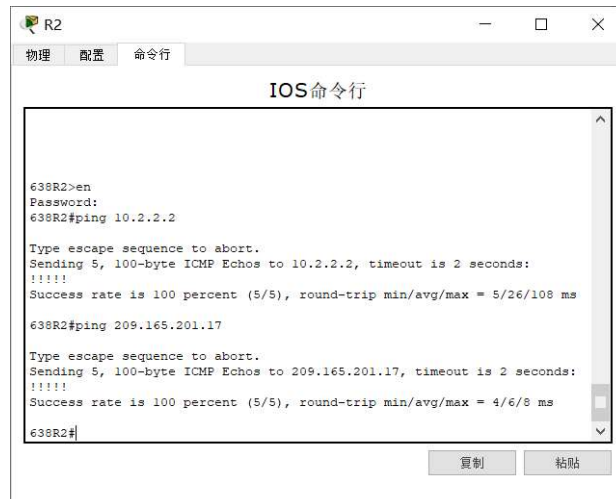 R2
物理 配置 命令行
IOS命令行
638R2>en
Password:
638R2#ping 10.2.2.2
Type escape sequence to abort.
Sending 5, 100-byte ICMP Echos to 10.2.2.2, timeout is 2 seconds:
!!!!!
Success rate is 100 percent (5/5), round-trip min/avg/max = 5/26/108 ms
638R2#ping 209.165.201.17
Type escape sequence to abort.
Sending 5, 100-byte ICMP Echos to 209.165.201.17, timeout is 2 seconds:
!!!!!
Success rate is 100 percent (5/5), round-trip min/avg/max = 4/6/8 ms
638R2#
复制 粘贴